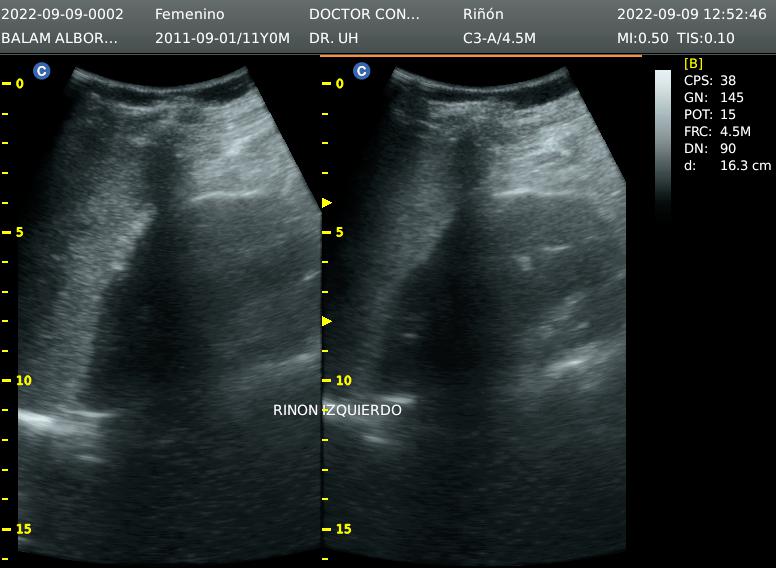 2022-09-09-0002 Femenino DOCTOR CON... Riñón 2022-09-09 12:52:46
BALAM ALBOR... 2011-09-01/11Y0M DR. UH C3-A/4.5M MI:0.50 TIS:0.10
[B]
CPS: 38
GN: 145
POT: 15
FRC: 4.5M
DN: 90
d: 16.3 cm
C
C
0
0
5
5
10
10
RINON IZQUIERDO
15
15